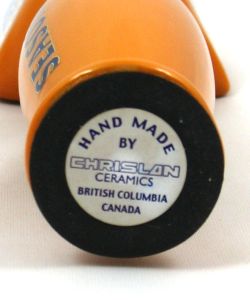 HAND MADE
BY
CHRISLAN
CERAMICS
BRITISH COLUMBIA
CANADA